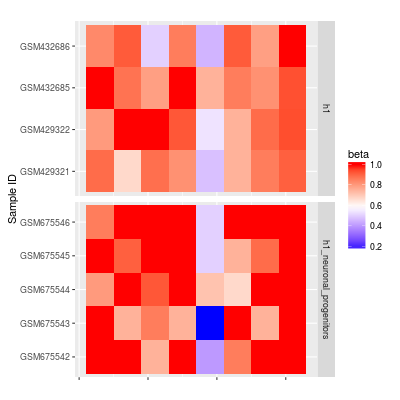 Sample ID
GSM432686
GSM432685
GSM429322
GSM429321
h1
GSM675546
GSM675545
GSM675544
GSM675543
GSM675542
h1_neuronal_progenitors
beta
1.0
0.8
0.6
0.4
0.2